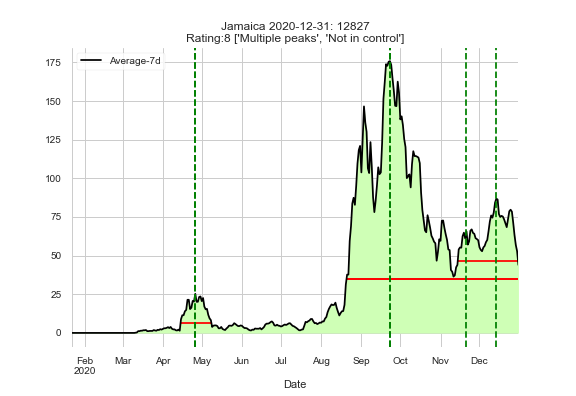 Jamaica 2020-12-31: 12827
Rating:8 ['Multiple peaks', 'Not in control']
Average-7d
175
150
125
100
75
50
25
0
Feb Mar Apr May Jun Jul Aug Sep Oct Nov Dec
2020
Date